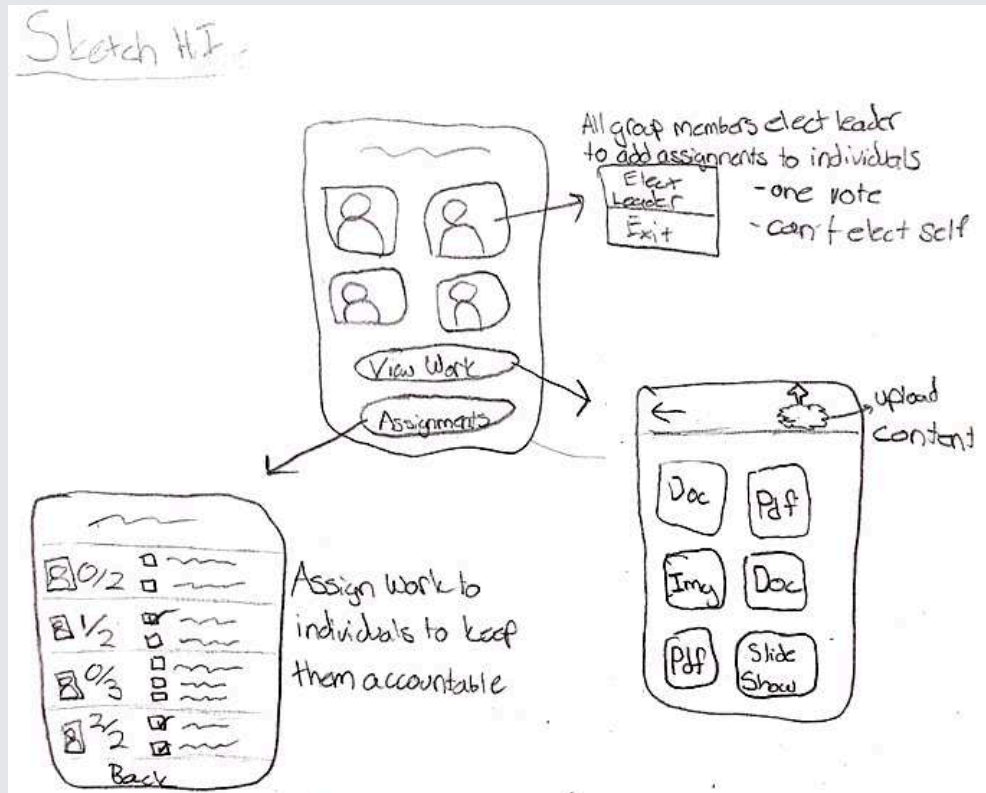 Sketch #1
All group members elect leader
to add assignments to individuals
Elect
Leader
Exit
- one vote
- can't elect self
View Work
Assignments
upload
content
Doc
Pdf
Img
Doc
Pdf
Slide
Show
0/2
1/2
0/3
2/2
Back
Assign Work to
individuals to keep
them accountable